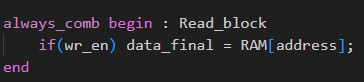 always_comb begin : Read_block
    if(wr_en) data_final = RAM[address];
end